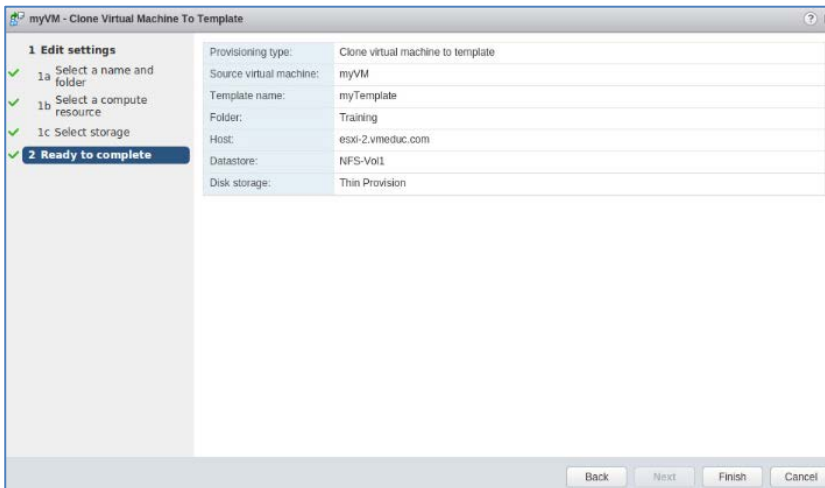 myVM - Clone Virtual Machine To Template
?
1 Edit settings
1a Select a name and
folder
1b Select a compute
resource
1c Select storage
2 Ready to complete
Provisioning type: Clone virtual machine to template
Source virtual machine: myVM
Template name: myTemplate
Folder: Training
Host: esxi-2.vmeduc.com
Datastore: NFS-Vol1
Disk storage: Thin Provision
Back Next Finish Cancel